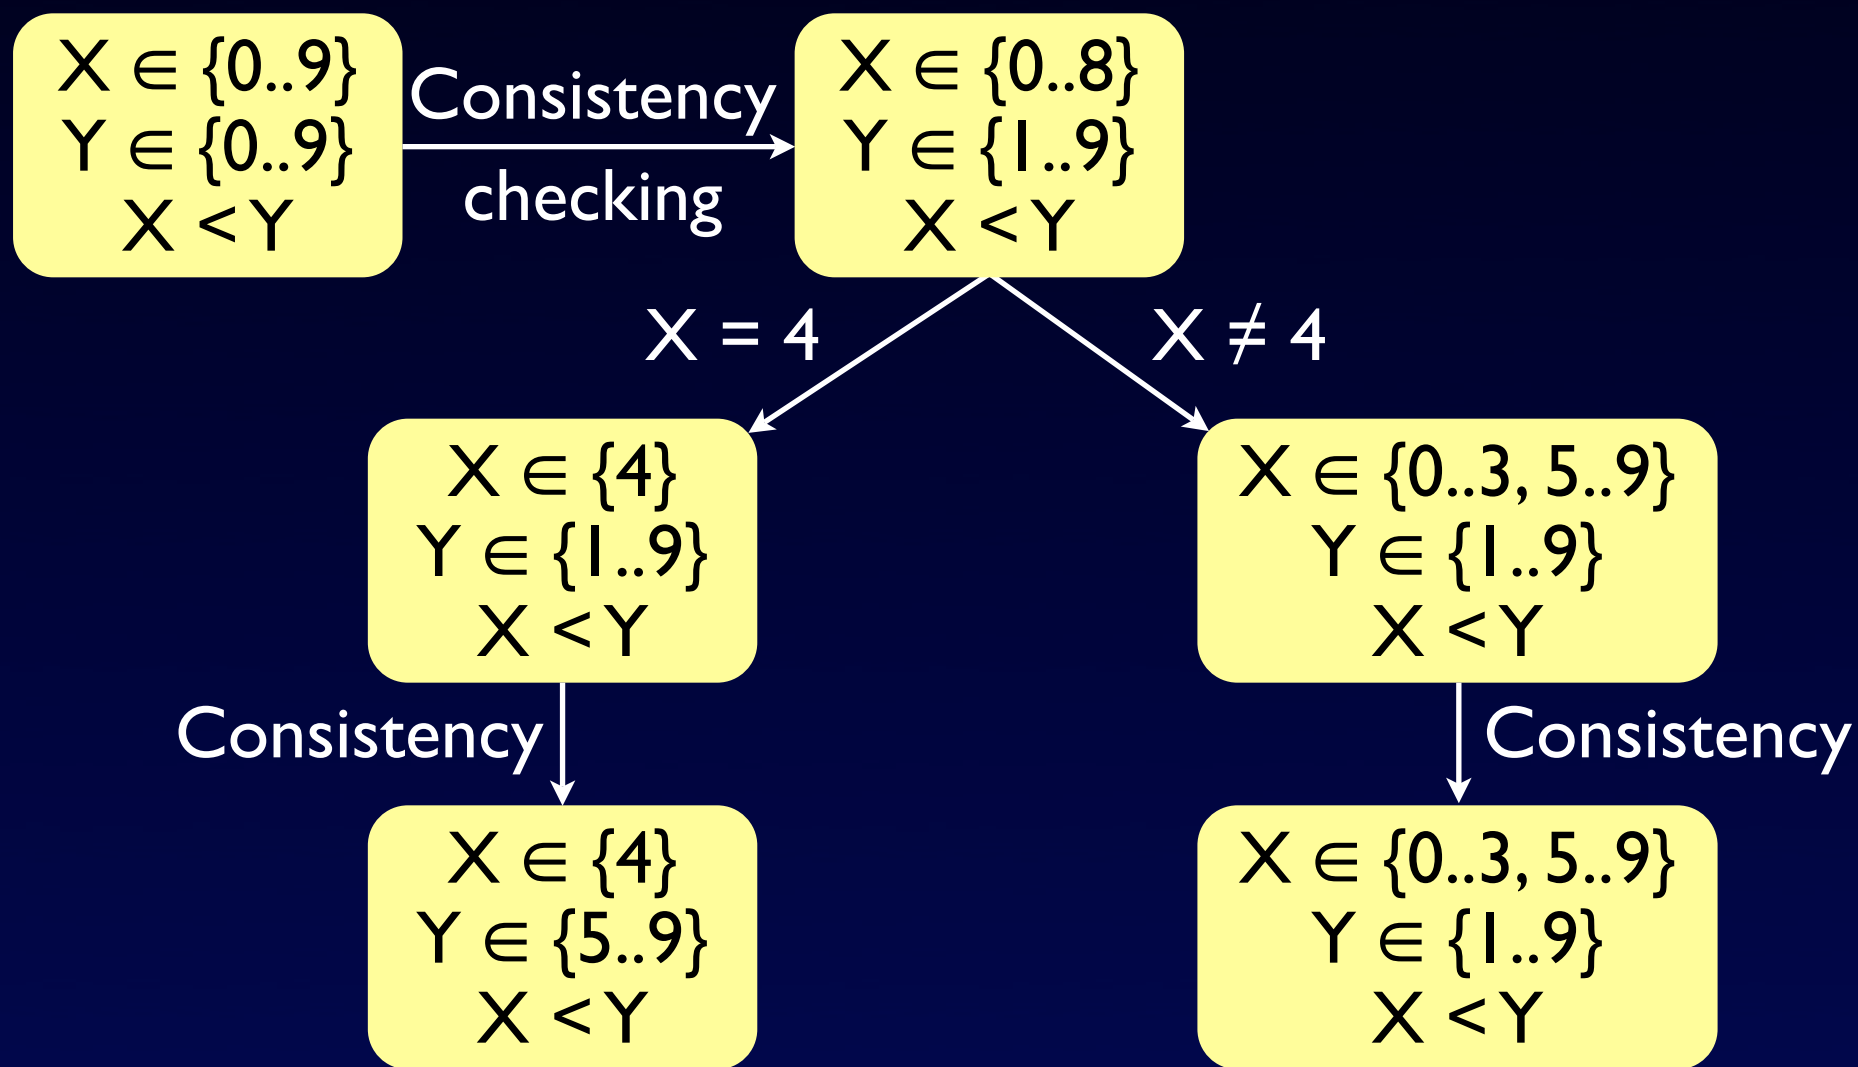 X ∈ {0..9}
Y ∈ {0..9}
X < Y
Consistency
checking
X ∈ {0..8}
Y ∈ {1..9}
X < Y
X = 4
X ≠ 4
X ∈ {4}
Y ∈ {1..9}
X < Y
X ∈ {0..3, 5..9}
Y ∈ {1..9}
X < Y
Consistency
Consistency
X ∈ {4}
Y ∈ {5..9}
X < Y
X ∈ {0..3, 5..9}
Y ∈ {1..9}
X < Y